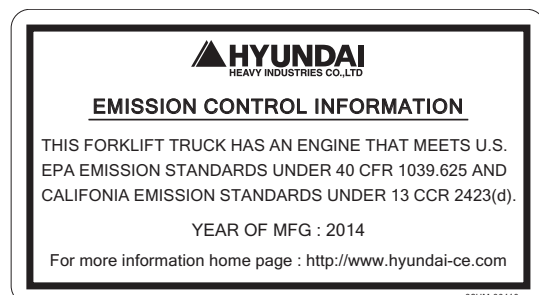 HYUNDAI
HEAVY INDUSTRIES CO.,LTD
EMISSION CONTROL INFORMATION
THIS FORKLIFT TRUCK HAS AN ENGINE THAT MEETS U.S.
EPA EMISSION STANDARDS UNDER 40 CFR 1039.625 AND
CALIFONIA EMISSION STANDARDS UNDER 13 CCR 2423(d).
YEAR OF MFG : 2014
For more information home page : http://www.hyundai-ce.com